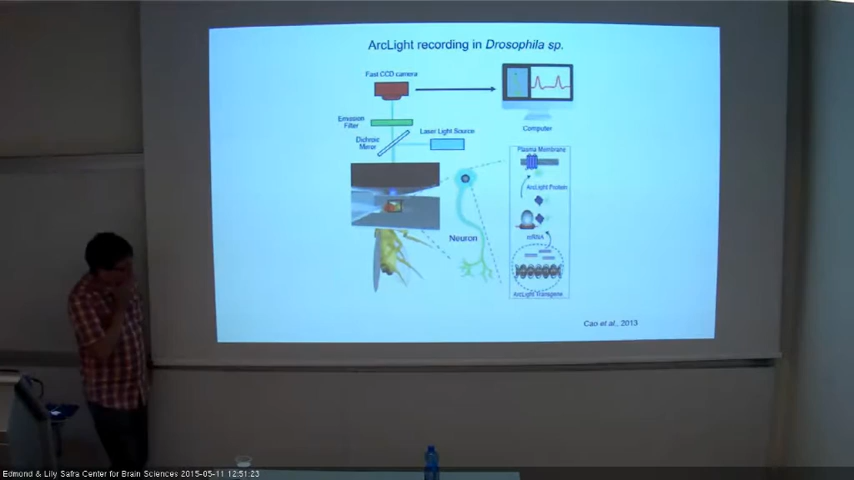 ArcLight recording in Drosophila sp.
Fast CCD camera
Emission
Filter
Dichroic
Mirror
Laser Light Source
Computer
Plasma Membrane
ArcLight Protein
mRNA
ArcLight Transgene
Neuron
Cao et al., 2013
Edmond & Lily Safra Center for Brain Sciences 2015-05-11 12:51:23